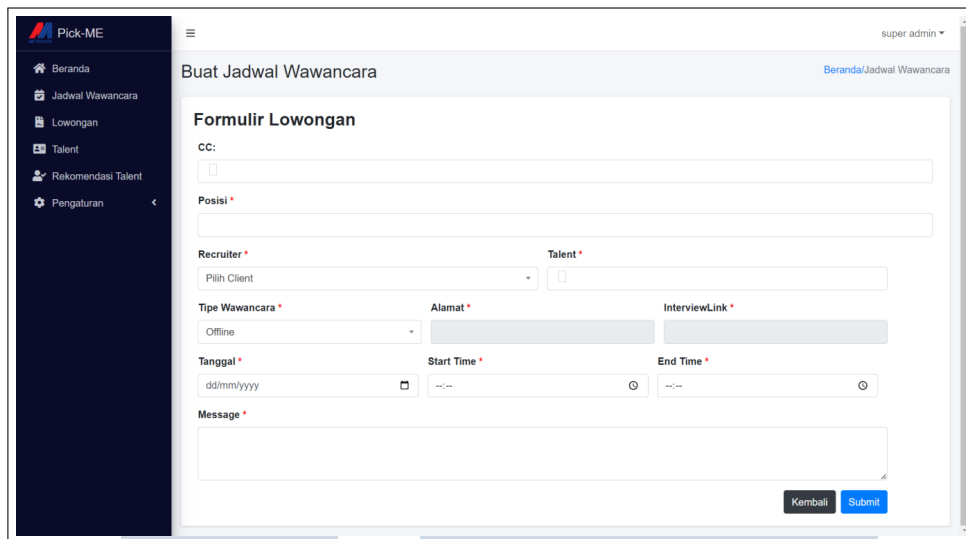 Pick-ME
super admin
Beranda
Jadwal Wawancara
Lowongan
Talent
Rekomendasi Talent
Pengaturan
Buat Jadwal Wawancara
Beranda/Jadwal Wawancara
Formulir Lowongan
CC:
Posisi *
Recruiter * Talent *
Pilih Client
Tipe Wawancara * Alamat * InterviewLink *
Offline
Tanggal * Start Time * End Time *
dd/mm/yyyy --:-- --:--
Message *
Kembali Submit